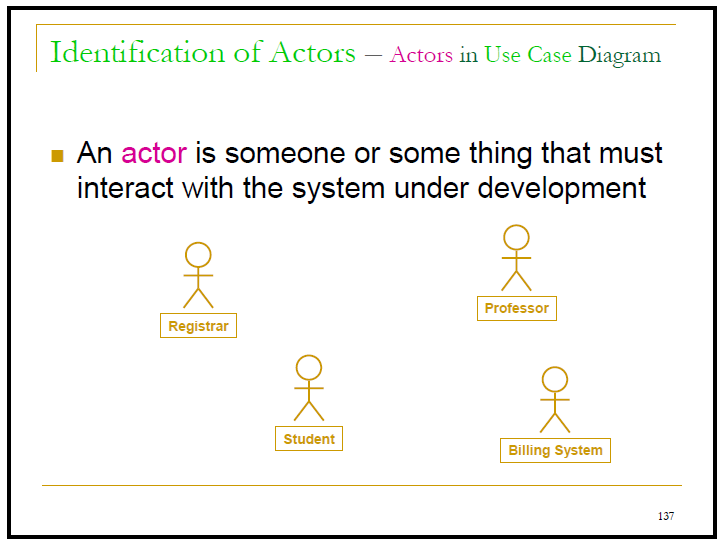 Identification of Actors – Actors in Use Case Diagram
An actor is someone or some thing that must
interact with the system under development
Professor
Registrar
Student
Billing System
137